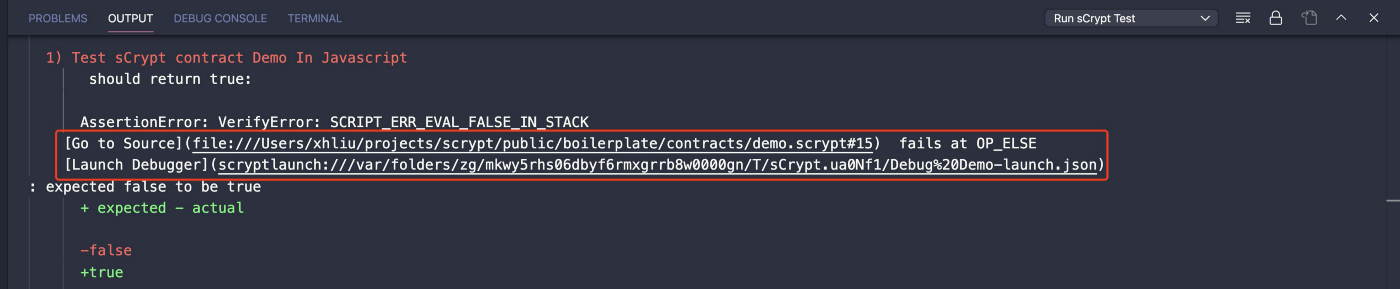 PROBLEMS OUTPUT DEBUG CONSOLE TERMINAL Run sCrypt Test
1) Test sCrypt contract Demo In Javascript
should return true:
AssertionError: VerifyError: SCRIPT_ERR_EVAL_FALSE_IN_STACK
[Go to Source](file:///Users/xhliu/projects/scrypt/public/boilerplate/contracts/demo.scrypt#15) fails at OP_ELSE
[Launch Debugger](scryptlaunch:///var/folders/zg/mkwy5rhs06dbyf6rmxgrrb8w0000gn/T/sCrypt.ua0Nf1/Debug%20Demo-launch.json)
: expected false to be true
+ expected - actual
-false
+true